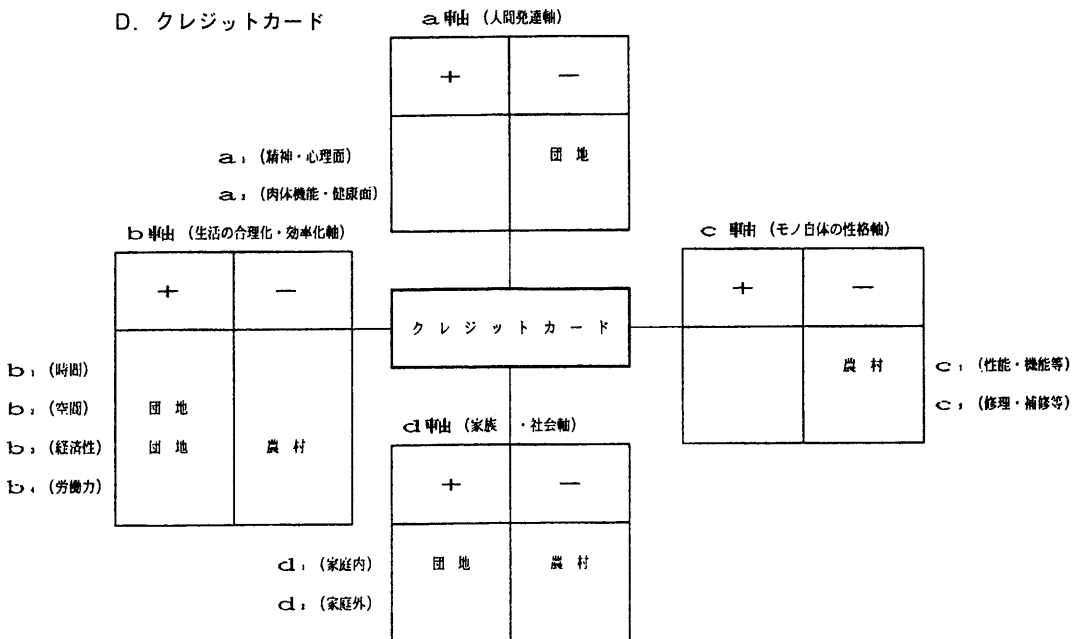 D. クレジットカード
a軸 (人間発達軸)
+ −
a₁ (精神・心理面) 団地
a₂ (肉体機能・健康面)
b軸 (生活の合理化・効率化軸)
+ −
b₁ (時間)
b₂ (空間) 団地
b₃ (経済性) 団地 農村
b₄ (労働力)
クレジットカード
c軸 (モノ自体の性格軸)
+ −
農村 c₁ (性能・機能等)
c₂ (修理・補修等)
d軸 (家族・社会軸)
+ −
d₁ (家庭内) 団地 農村
d₂ (家庭外)